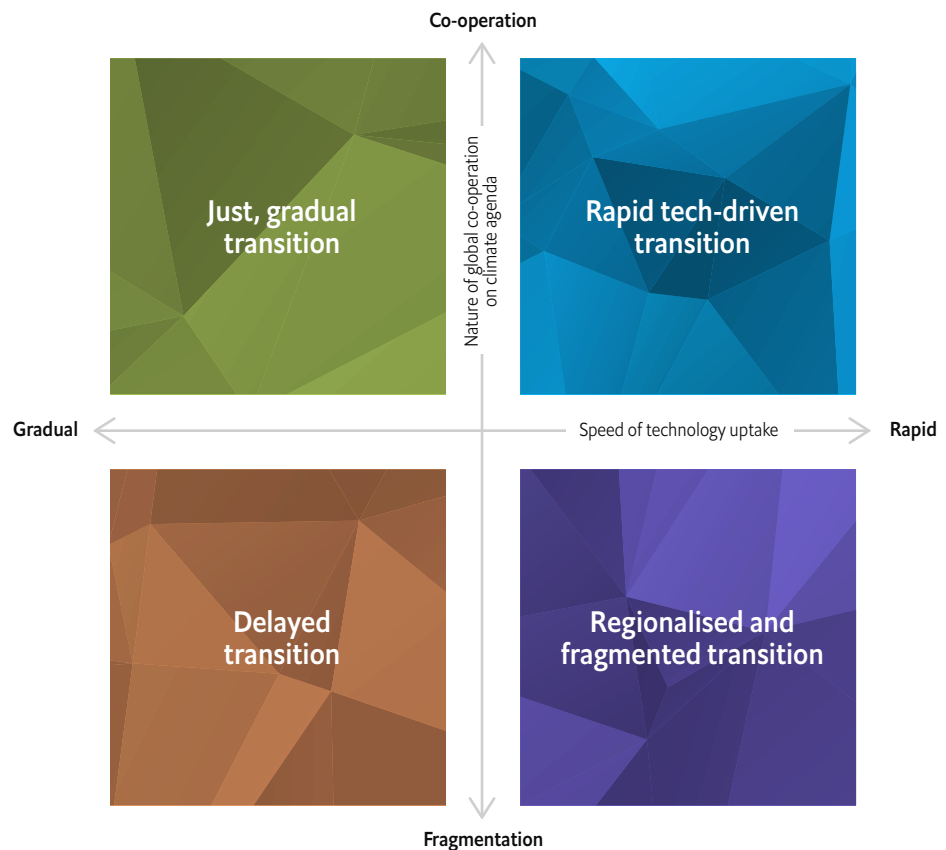 Co-operation
Just, gradual
transition
Nature of global co-operation
on climate agenda
Rapid tech-driven
transition
Gradual
Speed of technology uptake
Rapid
Delayed
transition
Regionalised and
fragmented transition
Fragmentation